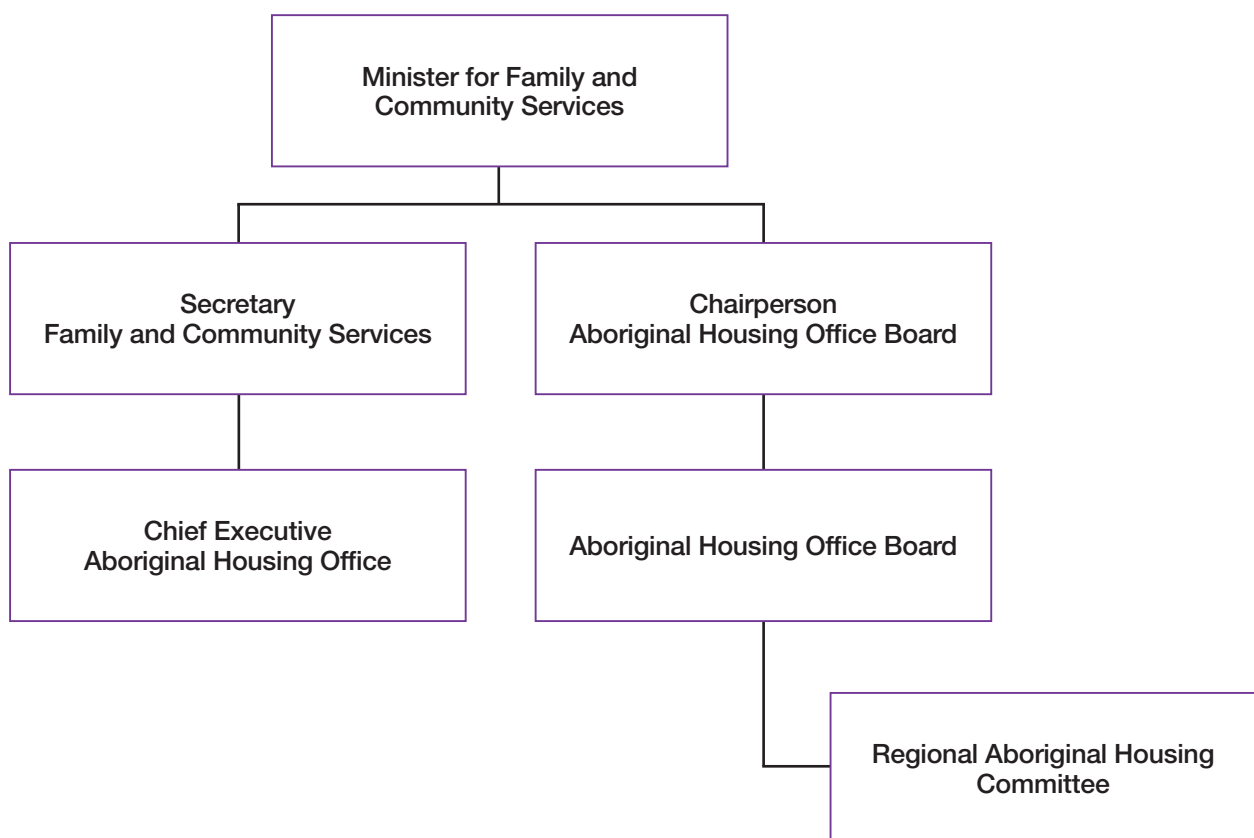 Minister for Family and
Community Services
Secretary
Family and Community Services
Chairperson
Aboriginal Housing Office Board
Chief Executive
Aboriginal Housing Office
Aboriginal Housing Office Board
Regional Aboriginal Housing
Committee